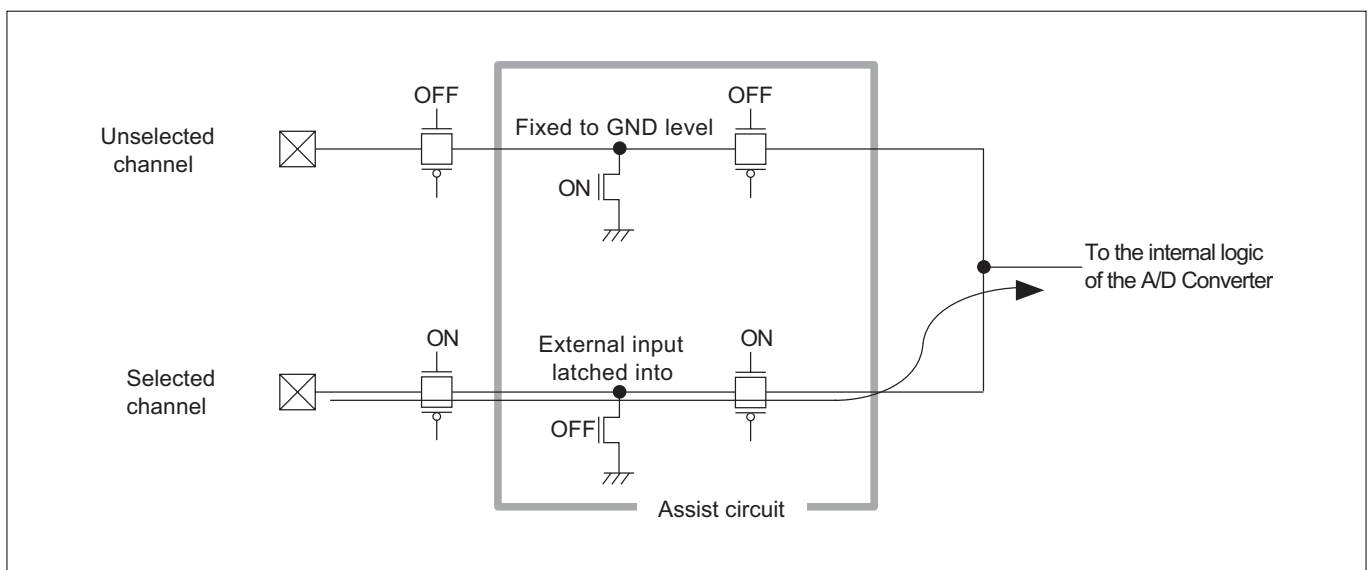 OFF
OFF
Unselected
channel
Fixed to GND level
ON
To the internal logic
of the A/D Converter
ON
External input
latched into
ON
Selected
channel
OFF
Assist circuit